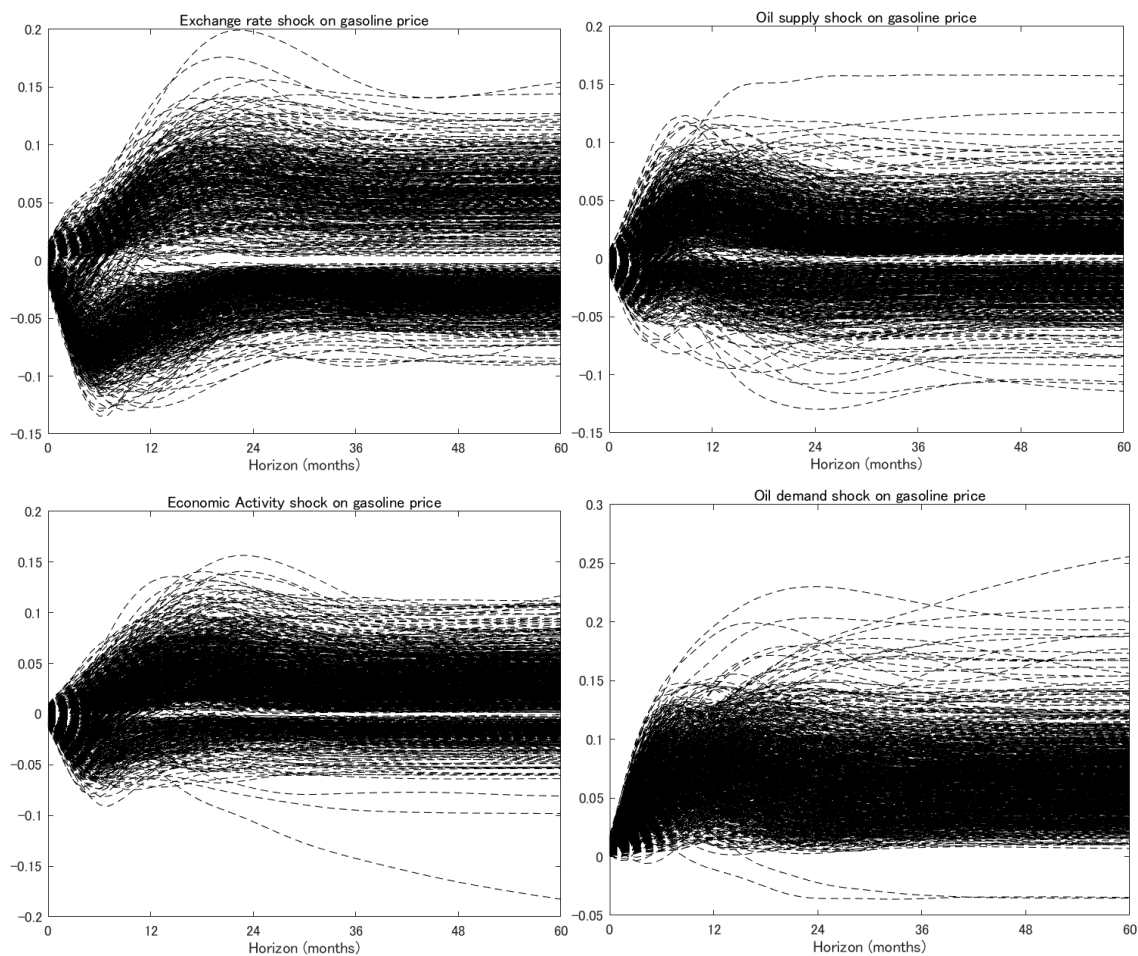 Exchange rate shock on gasoline price
0.2
0.15
0.1
0.05
0
−0.05
−0.1
−0.15
0 12 24 36 48 60
Horizon (months)
Oil supply shock on gasoline price
0.2
0.15
0.1
0.05
0
−0.05
−0.1
−0.15
0 12 24 36 48 60
Horizon (months)
Economic Activity shock on gasoline price
0.2
0.15
0.1
0.05
0
−0.05
−0.1
−0.15
−0.2
0 12 24 36 48 60
Horizon (months)
Oil demand shock on gasoline price
0.3
0.25
0.2
0.15
0.1
0.05
0
−0.05
0 12 24 36 48 60
Horizon (months)